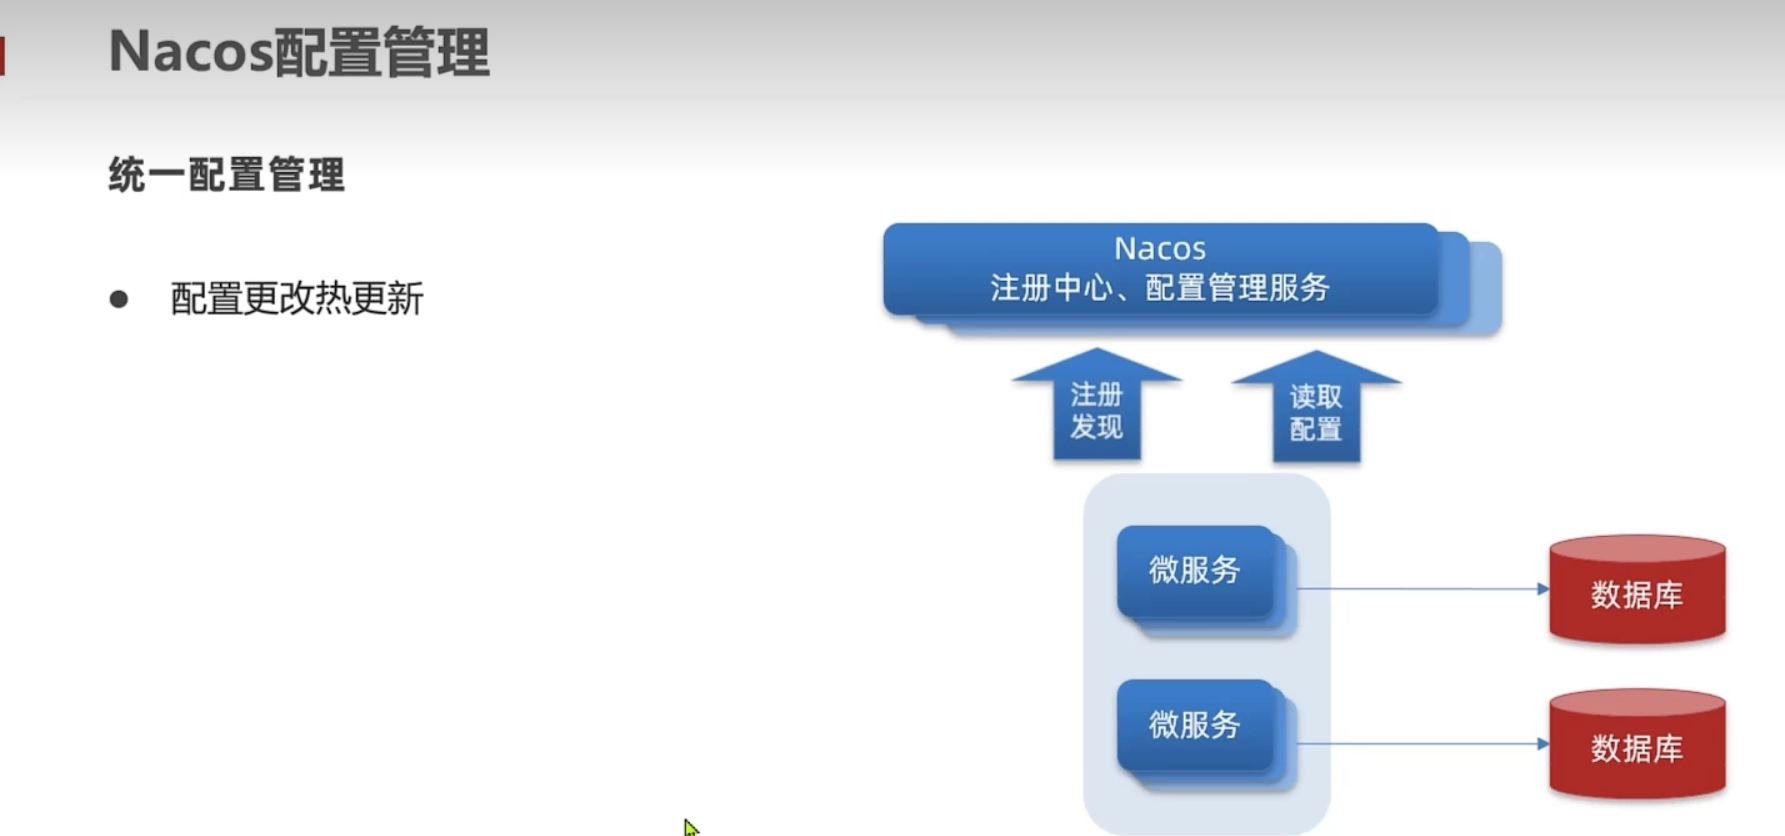 Nacos配置管理
统一配置管理
配置更改热更新
Nacos
注册中心、配置管理服务
注册
发现
读取
配置
微服务
数据库
微服务
数据库